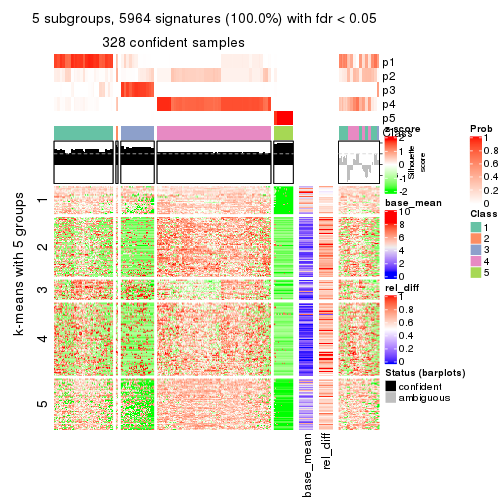 5 subgroups, 5964 signatures (100.0%) with fdr < 0.05
328 confident samples
p1
p2
p3
p4
p5
Class
Silhouette
score
k-means with 5 groups
1
2
3
4
5
base_mean
rel_diff
z-score
2
1
0
-1
-2
base_mean
10
8
6
4
2
0
rel_diff
1
0.8
0.6
0.4
0.2
0
Status (barplots)
confident
ambiguous
Prob
1
0.8
0.6
0.4
0.2
0
Class
1
2
3
4
5